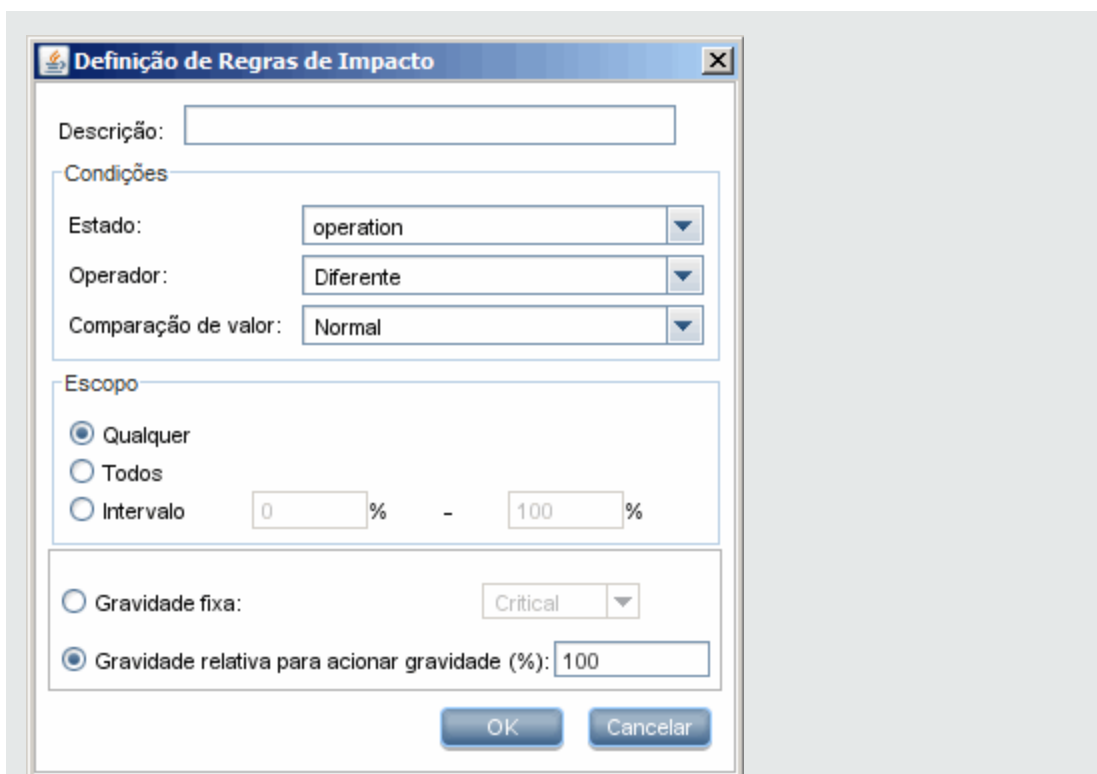 Definição de Regras de Impacto
Descrição:
Condições
Estado: operation
Operador: Diferente
Comparação de valor: Normal
Escopo
Qualquer
Todos
Intervalo 0 % - 100 %
Gravidade fixa: Critical
Gravidade relativa para acionar gravidade (%): 100
OK Cancelar